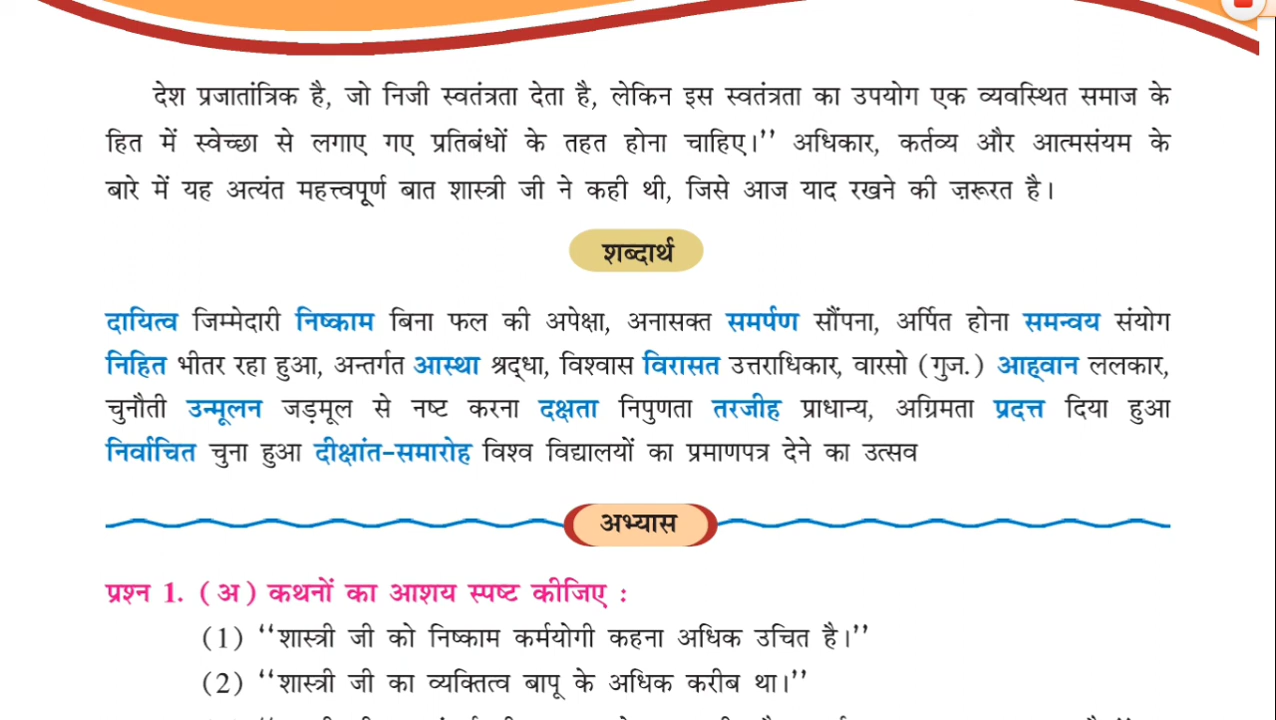 देश प्रजातांत्रिक है, जो निजी स्वतंत्रता देता है, लेकिन इस स्वतंत्रता का उपयोग एक व्यवस्थित समाज के
हित में स्वेच्छा से लगाए गए प्रतिबंधों के तहत होना चाहिए।’’ अधिकार, कर्तव्य और आत्मसंयम के
बारे में यह अत्यंत महत्त्वपूर्ण बात शास्त्री जी ने कही थी, जिसे आज याद रखने की ज़रूरत है।
शब्दार्थ
दायित्व जिम्मेदारी निष्काम बिना फल की अपेक्षा, अनासक्त समर्पण सौंपना, अर्पित होना समन्वय संयोग
निहित भीतर रहा हुआ, अन्तर्गत आस्था श्रद्धा, विश्वास विरासत उत्तराधिकार, वारसो (गुज.) आह्वान ललकार,
चुनौती उन्मूलन जड़मूल से नष्ट करना दक्षता निपुणता तरजीह प्राधान्य, अग्रिमता प्रदत्त दिया हुआ
निर्वाचित चुना हुआ दीक्षांत-समारोह विश्व विद्यालयों का प्रमाणपत्र देने का उत्सव
अभ्यास
प्रश्न 1. (अ) कथनों का आशय स्पष्ट कीजिए :
(1) ‘‘शास्त्री जी को निष्काम कर्मयोगी कहना अधिक उचित है।’’
(2) ‘‘शास्त्री जी का व्यक्तित्व बापू के अधिक करीब था।’’